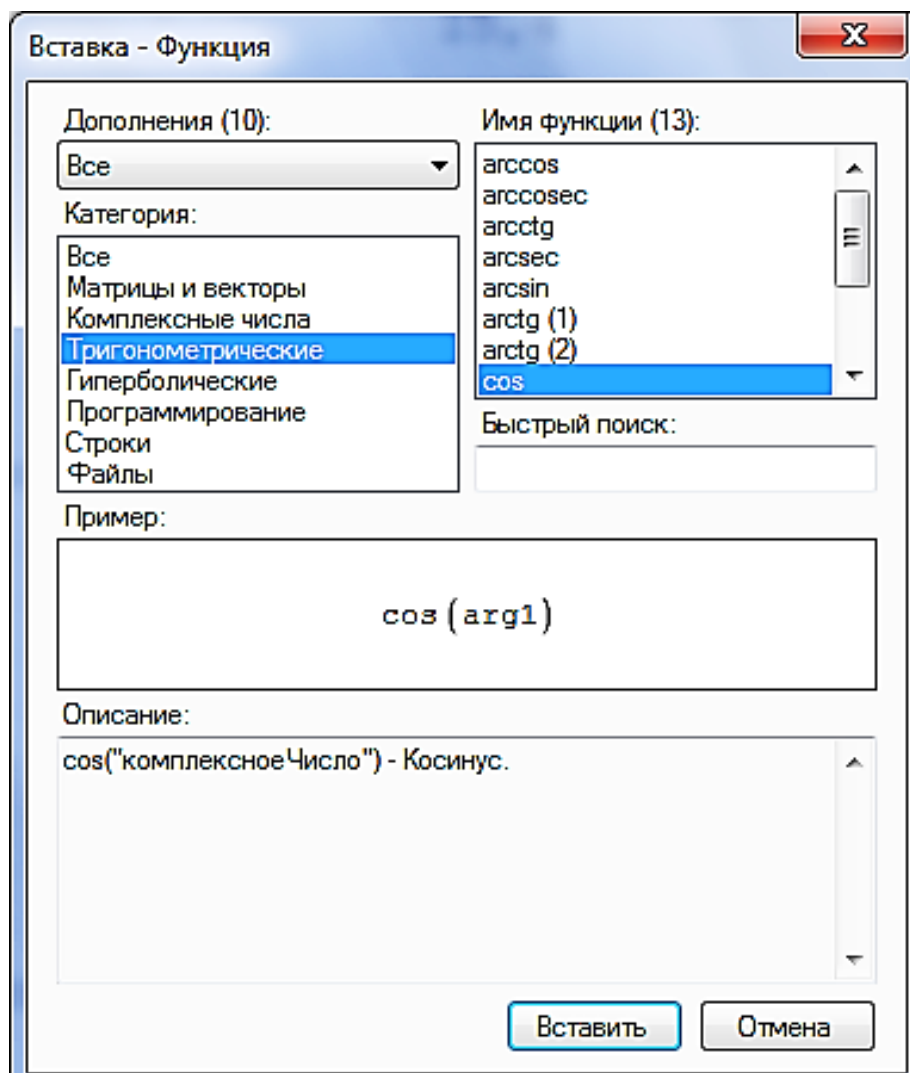 Вставка - Функция
Дополнения (10):
Все
Категория:
Все
Матрицы и векторы
Комплексные числа
Тригонометрические
Гиперболические
Программирование
Строки
Файлы
Имя функции (13):
arccos
arccosec
arcctg
arcsec
arcsin
arctg (1)
arctg (2)
cos
Быстрый поиск:
Пример:
cos(arg1)
Описание:
cos("комплексноеЧисло") - Косинус.
Вставить
Отмена